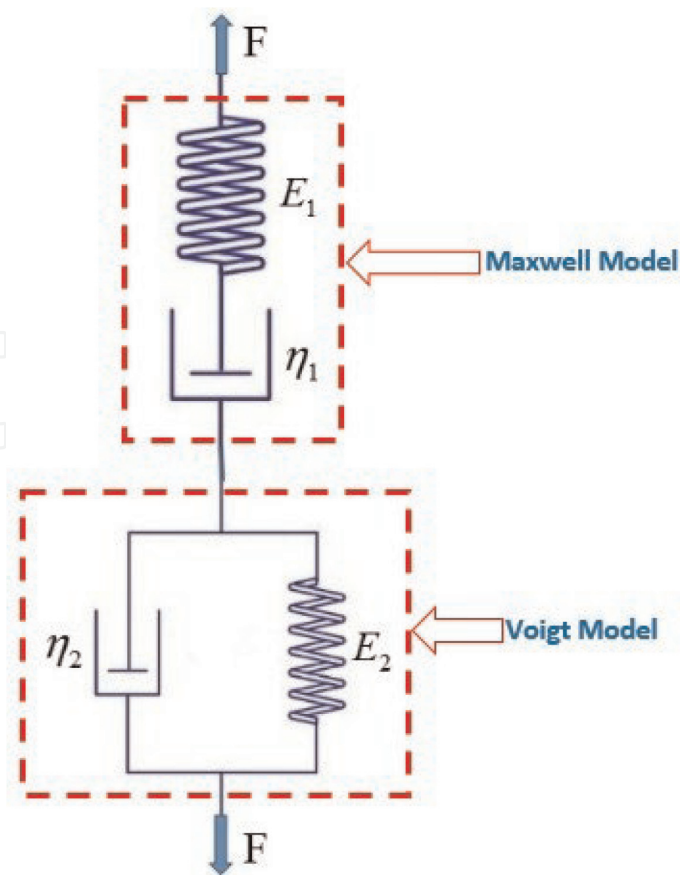 F
E₁
Maxwell Model
η₁
η₂
E₂
Voigt Model
F